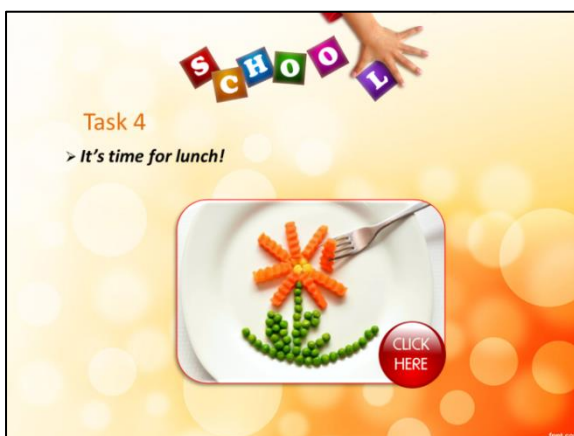 SCHOOL
Task 4
➢ It's time for lunch!
CLICK
HERE